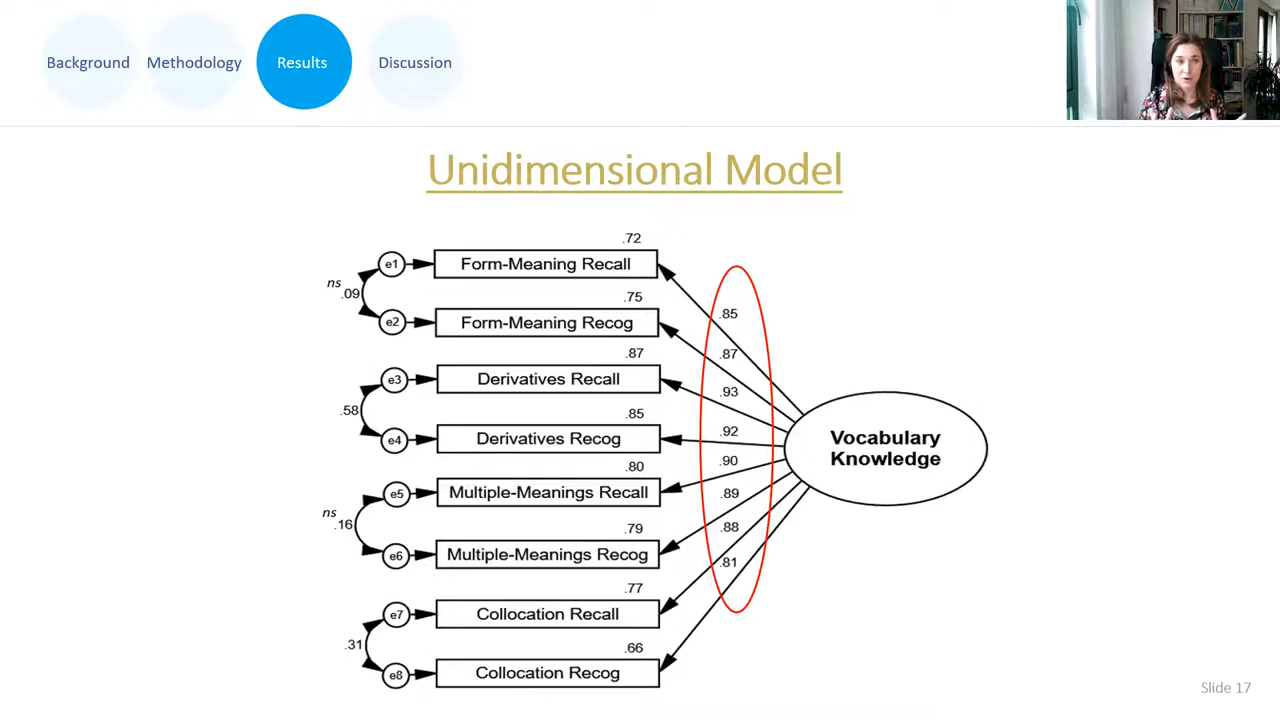 Background Methodology Results Discussion
Unidimensional Model
.72
e1 Form-Meaning Recall
ns
.09
.85
.75
e2 Form-Meaning Recog
.87
.87
e3 Derivatives Recall
.93
.58
.85
e4 Derivatives Recog
.92
Vocabulary
Knowledge
.80
.90
e5 Multiple-Meanings Recall
.89
ns
.16
.79
.88
e6 Multiple-Meanings Recog
.81
.77
e7 Collocation Recall
.31
.66
e8 Collocation Recog
Slide 17